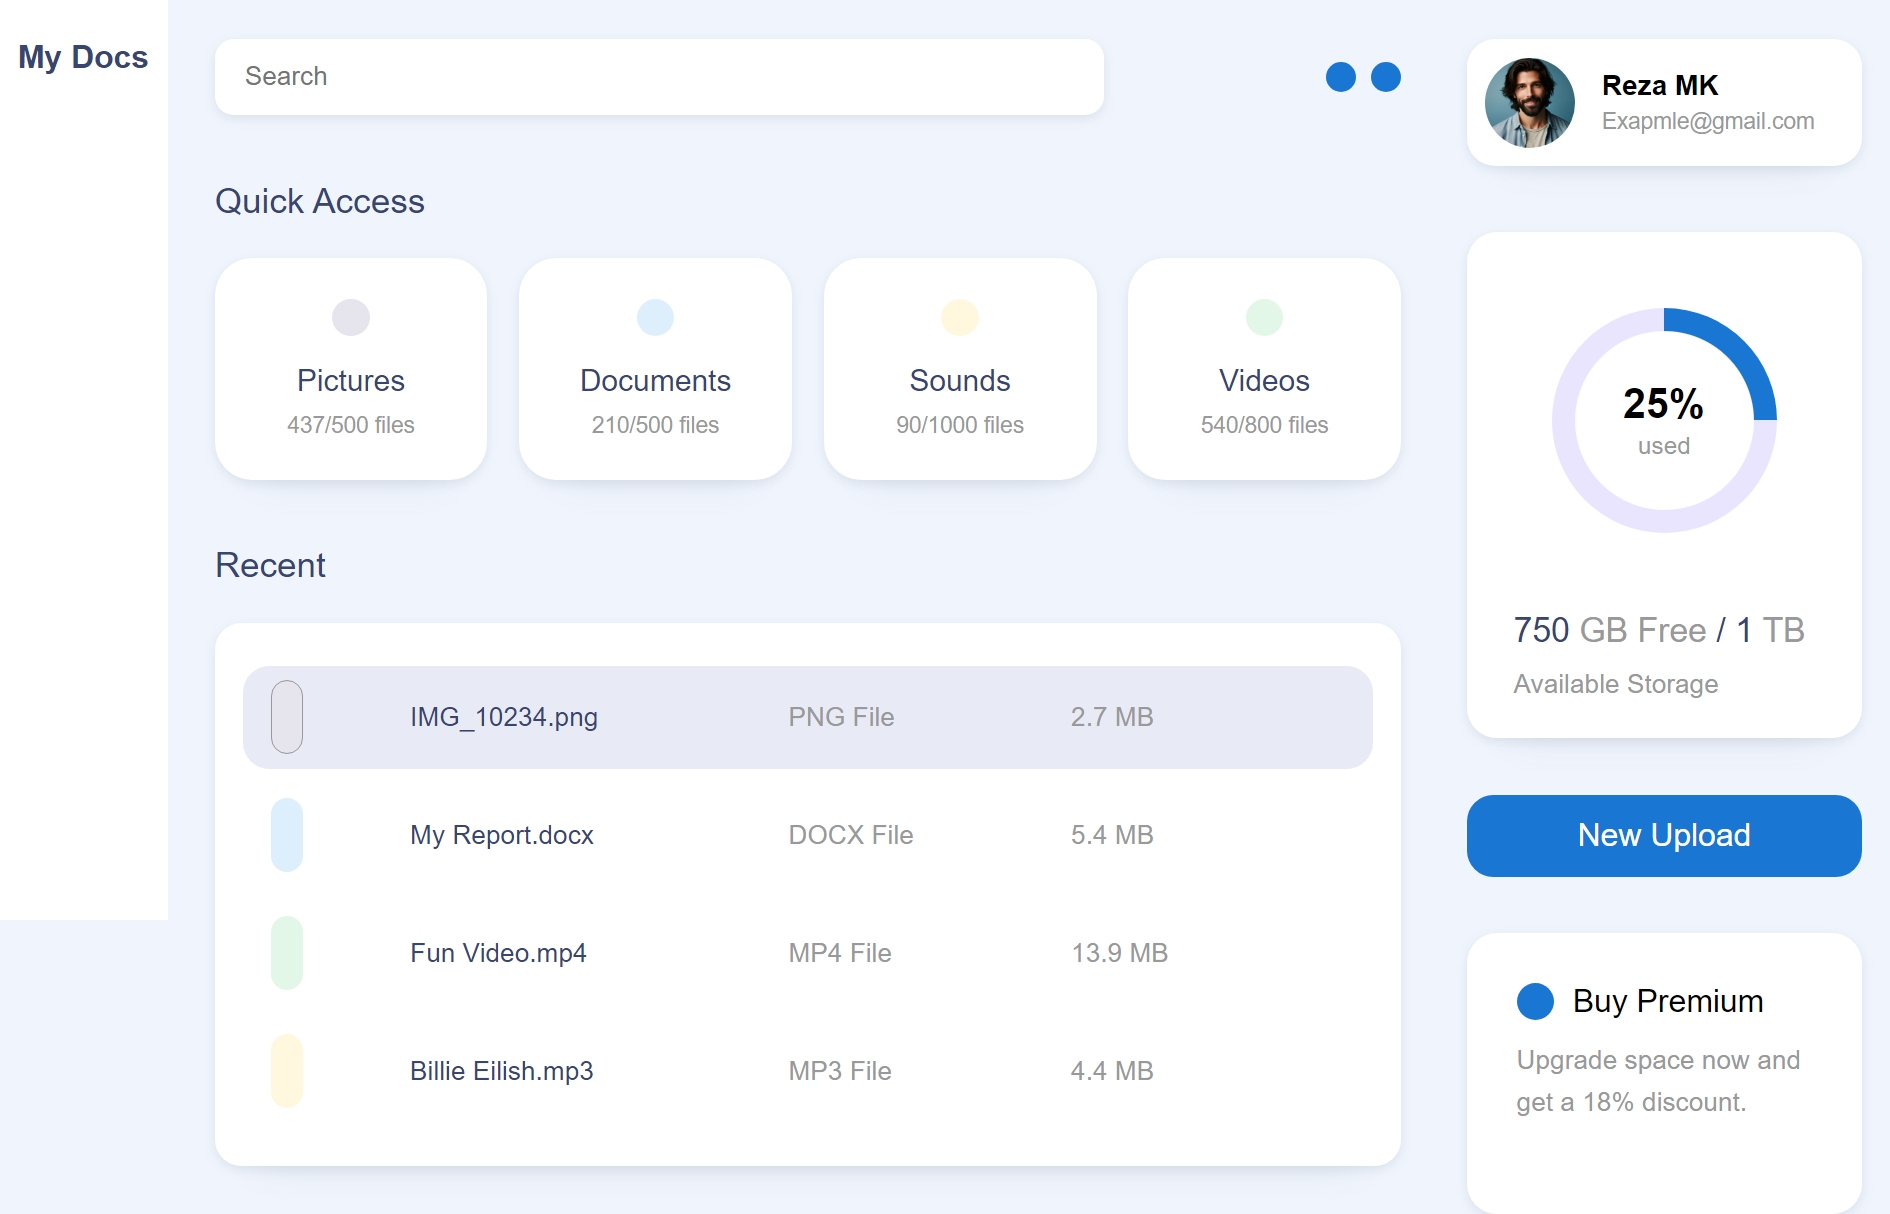 My Docs
Search
Reza MK
Exapmle@gmail.com
Quick Access
Pictures
437/500 files
Documents
210/500 files
Sounds
90/1000 files
Videos
540/800 files
25%
used
750 GB Free / 1 TB
Available Storage
Recent
IMG_10234.png PNG File 2.7 MB
My Report.docx DOCX File 5.4 MB
Fun Video.mp4 MP4 File 13.9 MB
Billie Eilish.mp3 MP3 File 4.4 MB
New Upload
Buy Premium
Upgrade space now and
get a 18% discount.